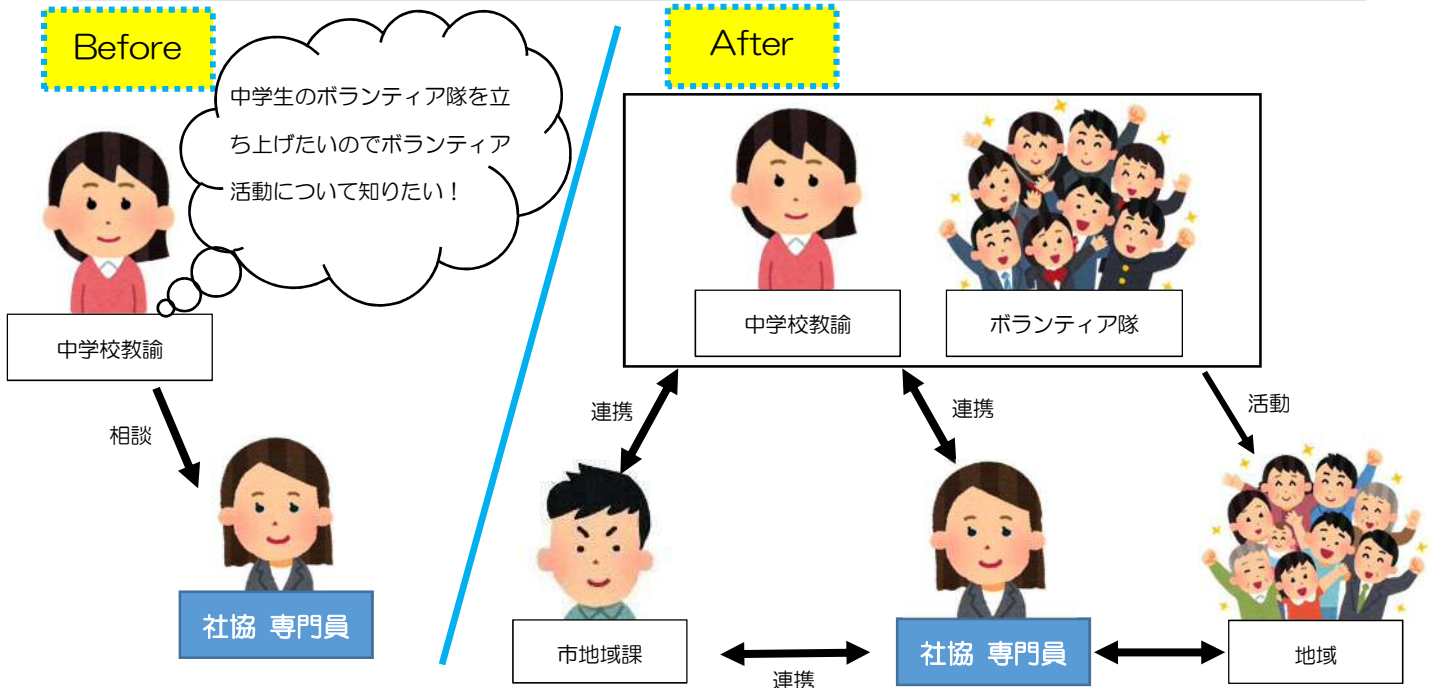 Before
中学生のボランティア隊を立
ち上げたいのでボランティア
活動について知りたい！
中学校教諭
相談
社協 専門員
After
中学校教諭
ボランティア隊
連携
連携
活動
市地域課
連携
社協 専門員
地域